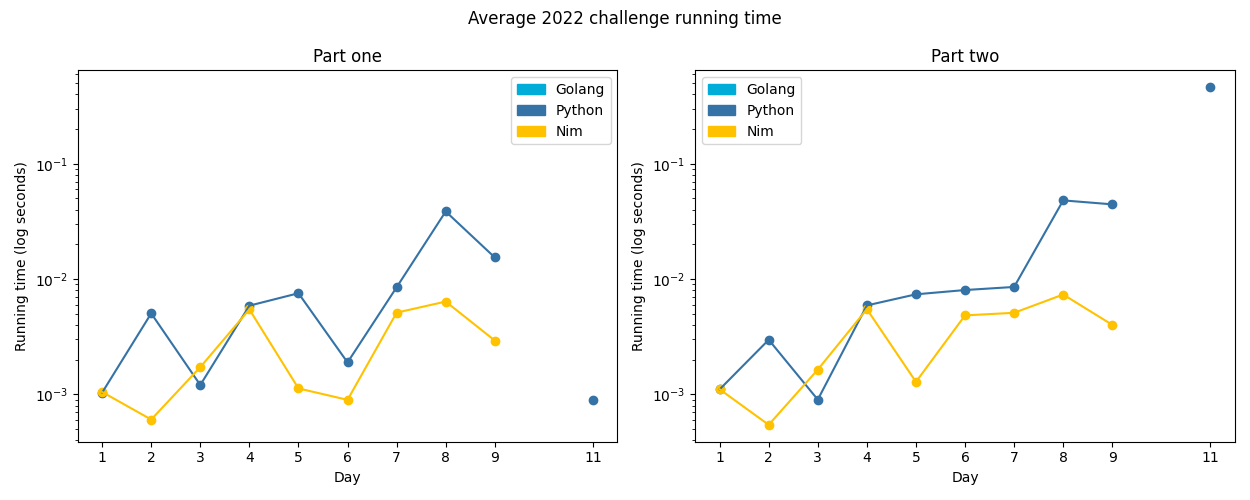 Average 2022 challenge running time
Part one
Running time (log seconds)
10⁻¹
10⁻²
10⁻³
Golang
Python
Nim
1 2 3 4 5 6 7 8 9 11
Day
Part two
Running time (log seconds)
10⁻¹
10⁻²
10⁻³
Golang
Python
Nim
1 2 3 4 5 6 7 8 9 11
Day